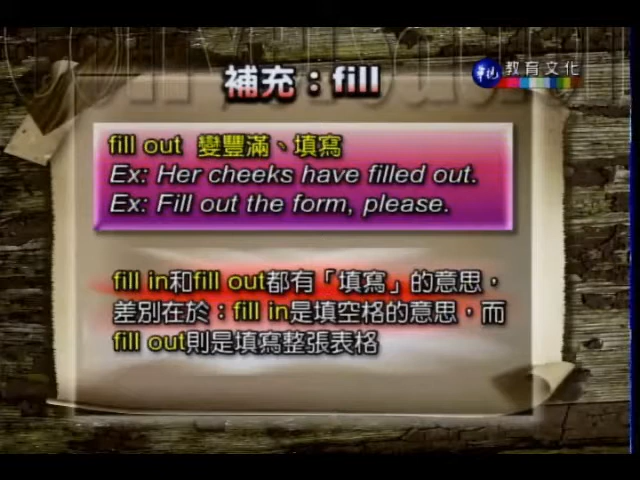 補充：fill
華視 教育文化
fill out 變豐滿、填寫
Ex: Her cheeks have filled out.
Ex: Fill out the form, please.
fill in和fill out都有「填寫」的意思，
差別在於：fill in是填空格的意思，而
fill out則是填寫整張表格